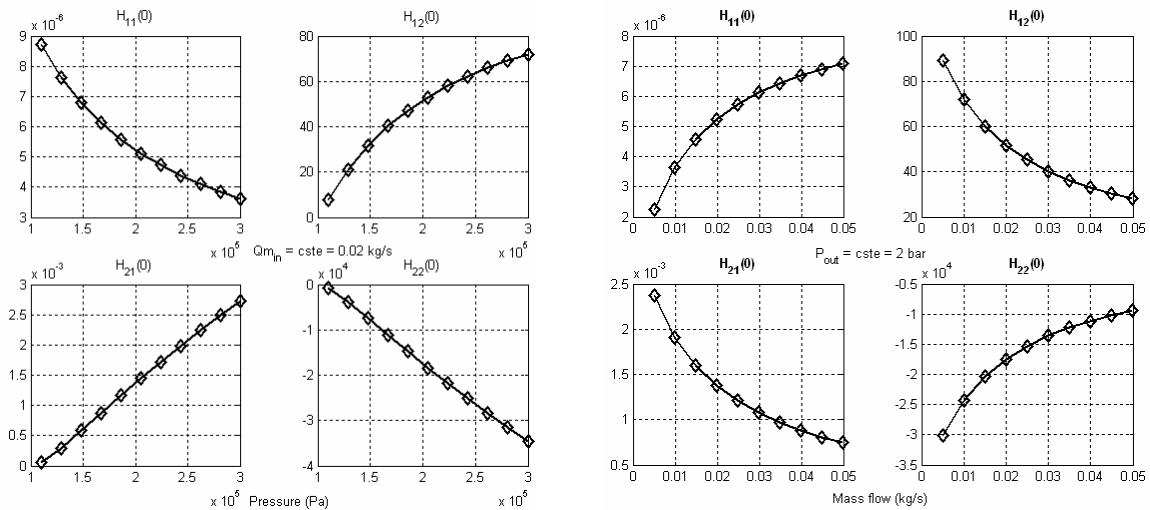 H11(0) H12(0) H11(0) H12(0)
x 10^-6 x 10^-6
9 80 8 100
8
7 60 7 80
6 40 6
5 5 60
4 20 4 40
3 0 3
2 20
1 1.5 2 2.5 3 1 1.5 2 2.5 3 0 0.01 0.02 0.03 0.04 0.05 0 0.01 0.02 0.03 0.04 0.05
x 10^5 Qm_in = cste = 0.02 kg/s x 10^5 P_out = cste = 2 bar
H21(0) H22(0) H21(0) H22(0)
x 10^-3 x 10^4 x 10^-3 x 10^4
3 0 2.5 -0.5
2.5 -1 2 -1
2 -1.5
1.5 -2 1.5 -2
1 -3 1 -2.5
0.5 -3
0 -4 0.5 -3.5
1 1.5 2 2.5 3 1 1.5 2 2.5 3 0 0.01 0.02 0.03 0.04 0.05 0 0.01 0.02 0.03 0.04 0.05
x 10^5 Pressure (Pa) x 10^5 Mass flow (kg/s)